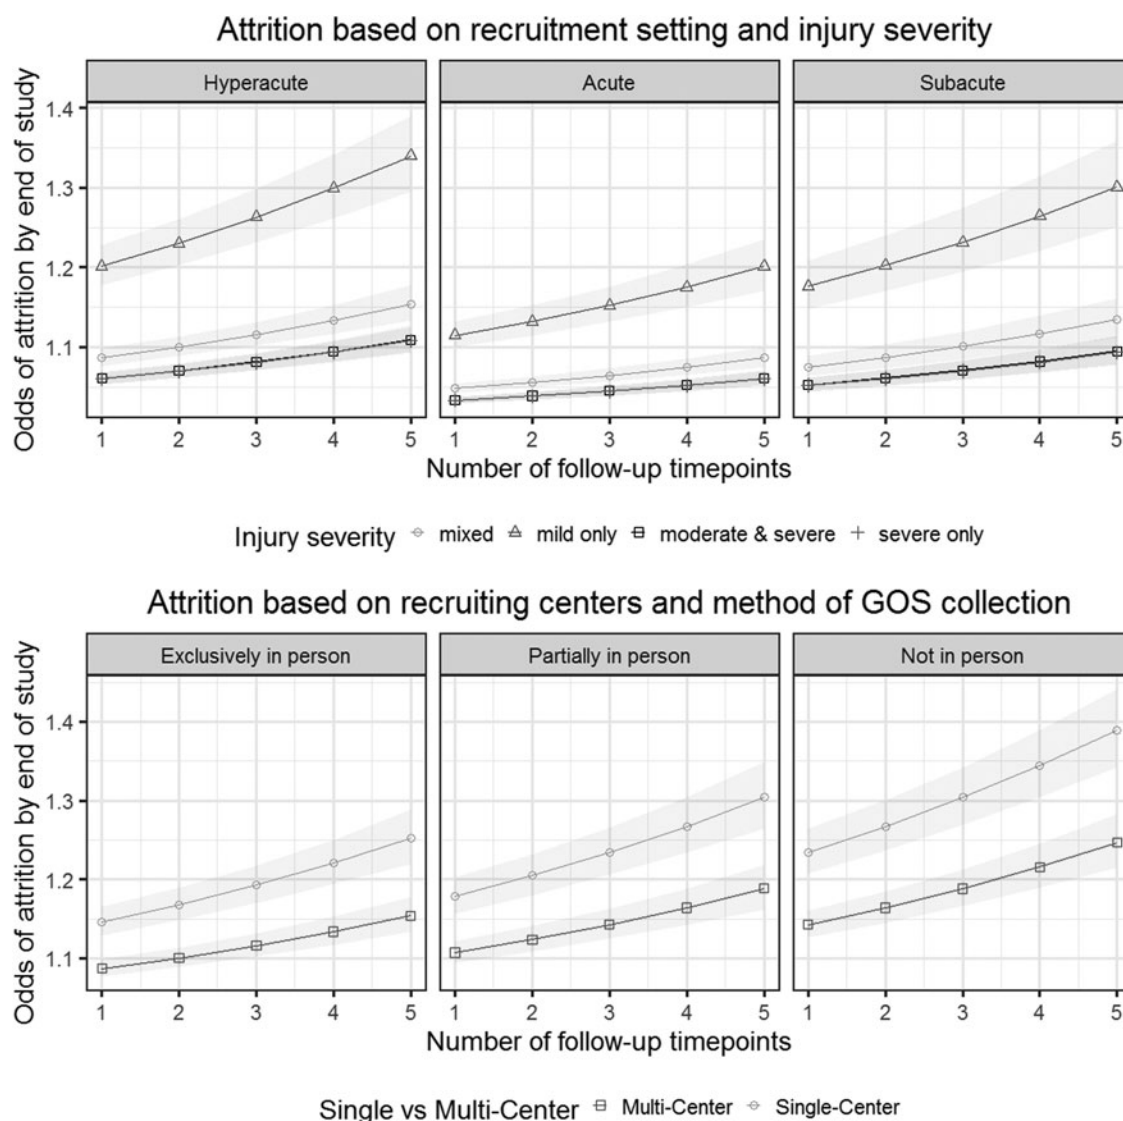 Attrition based on recruitment setting and injury severity
Hyperacute Acute Subacute
Odds of attrition by end of study
1.4
1.3
1.2
1.1
1 2 3 4 5 1 2 3 4 5 1 2 3 4 5
Number of follow-up timepoints
Injury severity mixed mild only moderate & severe severe only
Attrition based on recruiting centers and method of GOS collection
Exclusively in person Partially in person Not in person
Odds of attrition by end of study
1.4
1.3
1.2
1.1
1 2 3 4 5 1 2 3 4 5 1 2 3 4 5
Number of follow-up timepoints
Single vs Multi-Center Multi-Center Single-Center